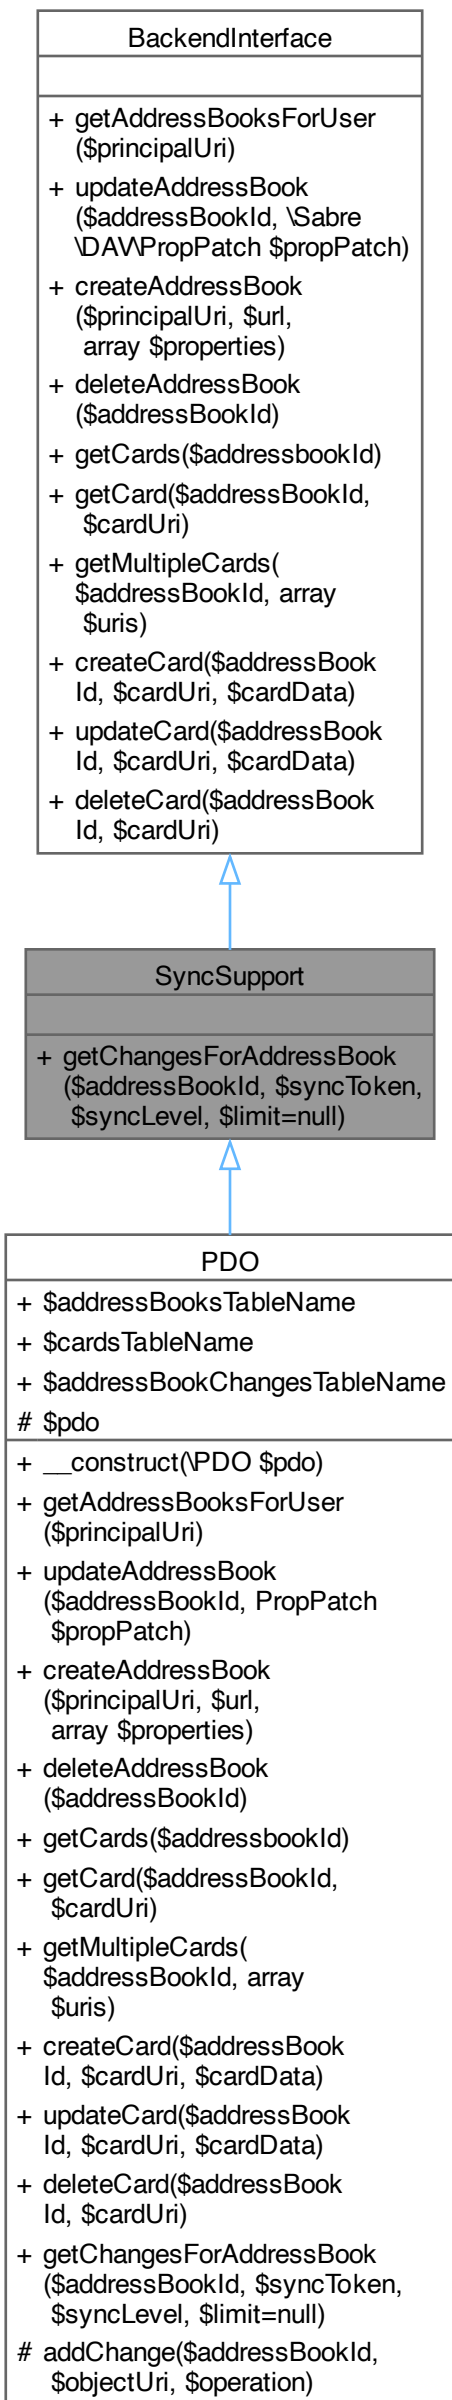 BackendInterface
+ getAddressBooksForUser
($principalUri)
+ updateAddressBook
($addressBookId, \Sabre
\DAV\PropPatch $propPatch)
+ createAddressBook
($principalUri, $url,
array $properties)
+ deleteAddressBook
($addressBookId)
+ getCards($addressbookId)
+ getCard($addressBookId,
$cardUri)
+ getMultipleCards(
$addressBookId, array
$uris)
+ createCard($addressBook
Id, $cardUri, $cardData)
+ updateCard($addressBook
Id, $cardUri, $cardData)
+ deleteCard($addressBook
Id, $cardUri)
SyncSupport
+ getChangesForAddressBook
($addressBookId, $syncToken,
$syncLevel, $limit=null)
PDO
+ $addressBooksTableName
+ $cardsTableName
+ $addressBookChangesTableName
# $pdo
+ __construct(\PDO $pdo)
+ getAddressBooksForUser
($principalUri)
+ updateAddressBook
($addressBookId, PropPatch
$propPatch)
+ createAddressBook
($principalUri, $url,
array $properties)
+ deleteAddressBook
($addressBookId)
+ getCards($addressbookId)
+ getCard($addressBookId,
$cardUri)
+ getMultipleCards(
$addressBookId, array
$uris)
+ createCard($addressBook
Id, $cardUri, $cardData)
+ updateCard($addressBook
Id, $cardUri, $cardData)
+ deleteCard($addressBook
Id, $cardUri)
+ getChangesForAddressBook
($addressBookId, $syncToken,
$syncLevel, $limit=null)
# addChange($addressBookId,
$objectUri, $operation)